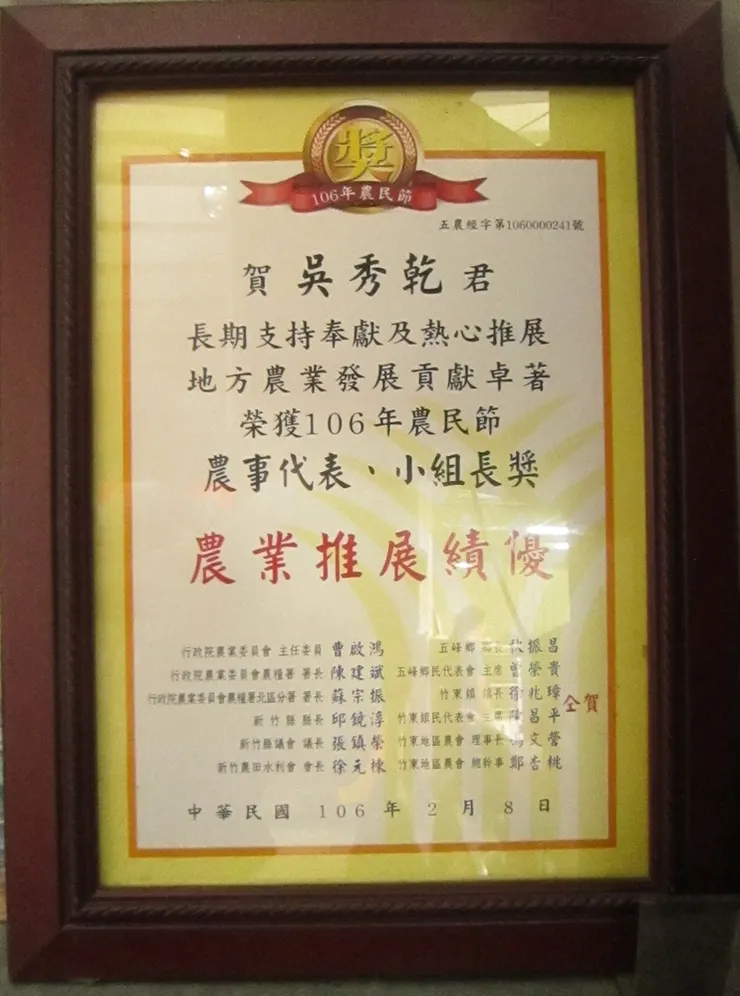 獎
106年農民節
五農經字第1060000241號
賀 吳秀乾 君
長期支持奉獻及熱心推展
地方農業發展貢獻卓著
榮獲106年農民節
農事代表、小組長獎
農業推展績優
行政院農業委員會 主任委員 曹啟鴻
行政院農業委員會農糧署 署長 陳建斌
行政院農業委員會農糧署北區分署 署長 蘇宗振
新竹縣 縣長 邱鏡淳
新竹縣議會 議長 張鎮榮
新竹農田水利會 會長 徐元棟
五峰鄉 鄉長 秋振昌
五峰鄉民代表會 主席 曾榮貴
竹東鎮 鎮長 徐兆璋
竹東鎮民代表會 主席 陳昌平
竹東地區農會 理事長 文營
竹東地區農會 總幹事 鄭杏桃
仝賀
中華民國 106 年 2 月 8 日